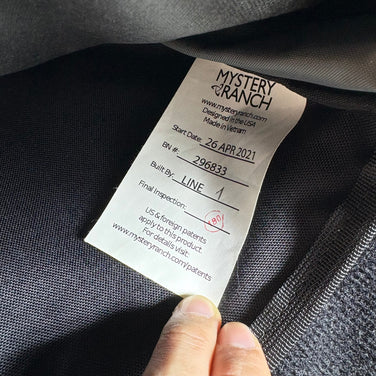 MYSTERY
RANCH
www.mysteryranch.com
Designed in the USA
Made in Vietnam
Start Date: 26 APR 2021
BN #: 296833
Built By: LINE 1
Final Inspection:
US & foreign patents
apply to this product.
For details visit:
www.mysteryranch.com/patents